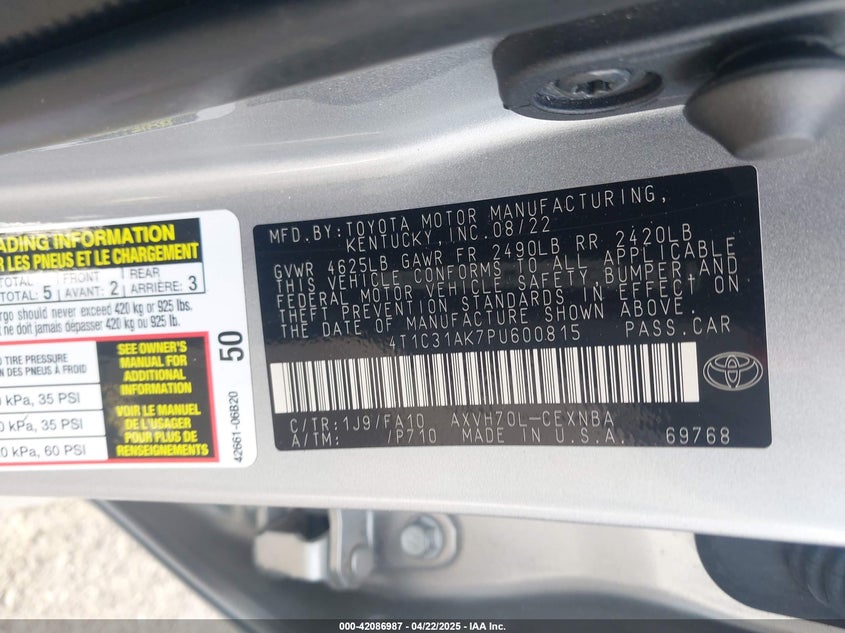 ADING INFORMATION
R LES PNEUS ET LE CHARGEMENT
TOTAL: 5 FRONT AVANT: 2 REAR ARRIÈRE: 3
rgo should never exceed 420 kg or 925 lbs.
ne doit jamais dépasser 420 kg ou 925 lb.
TIRE PRESSURE
DES PNEUS À FROID
kPa, 35 PSI
0 kPa, 35 PSI
0 kPa, 60 PSI
SEE OWNER'S
MANUAL FOR
ADDITIONAL
INFORMATION
VOIR LE MANUEL
DE L'USAGER
POUR PLUS DE
RENSEIGNEMENTS
50
42661-06B20
MFD.BY:TOYOTA MOTOR MANUFACTURING,
KENTUCKY,INC.08/22
GVWR 4625LB GAWR FR 2490LB RR 2420LB
THIS VEHICLE CONFORMS TO ALL APPLICABLE
FEDERAL MOTOR VEHICLE SAFETY,BUMPER,AND
THEFT PREVENTION STANDARDS IN EFFECT ON
THE DATE OF MANUFACTURE SHOWN ABOVE.
4T1C31AK7PU600815 PASS.CAR
C/TR:1J9/FA10 AXVH70L-CEXNBA
A/TM: /P710 MADE IN U.S.A. 69768
000-42086987 - 04/22/2025 - IAA Inc.